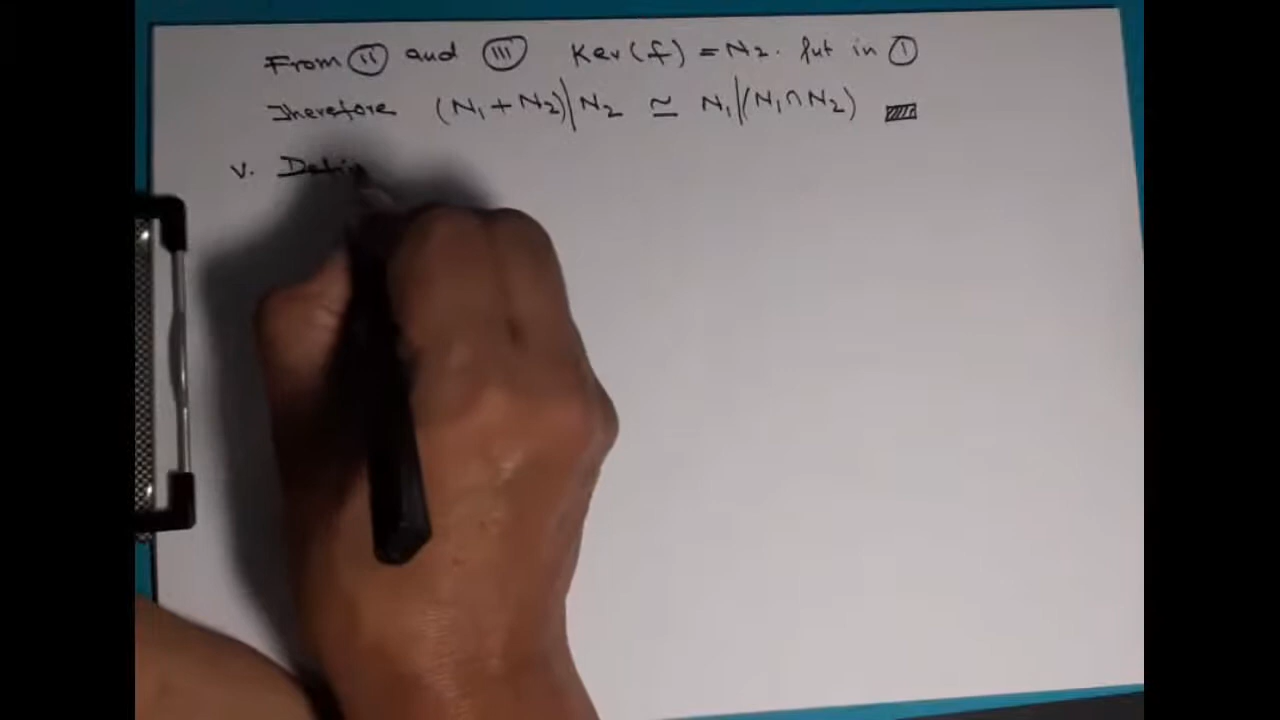 From (II) and (III) Ker(f) = N₂. Put in (I)
Therefore (N₁ + N₂)|N₂ ≃ N₁|(N₁ ∩ N₂)
V.